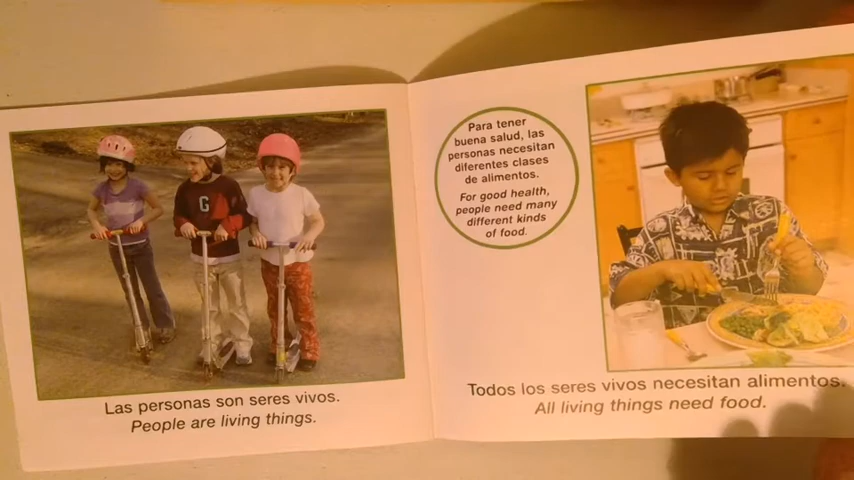 Las personas son seres vivos.
People are living things.
Para tener
buena salud, las
personas necesitan
diferentes clases
de alimentos.
For good health,
people need many
different kinds
of food.
G
Todos los seres vivos necesitan alimentos.
All living things need food.